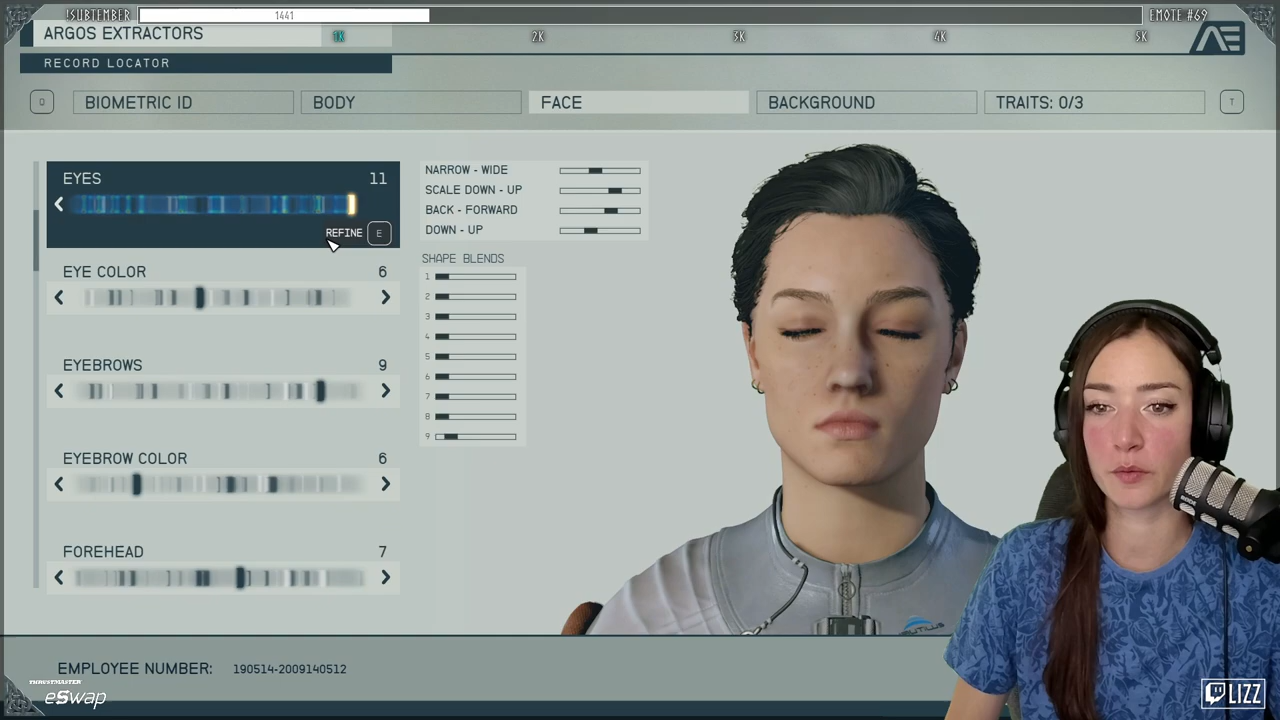 !SUBTEMBER
1441
EMOTE #69
1K
2K
3K
4K
5K
ARGOS EXTRACTORS
AE
RECORD LOCATOR
Q
BIOMETRIC ID
BODY
FACE
BACKGROUND
TRAITS: 0/3
T
EYES 11
REFINE E
EYE COLOR 6
EYEBROWS 9
EYEBROW COLOR 6
FOREHEAD 7
NARROW - WIDE
SCALE DOWN - UP
BACK - FORWARD
DOWN - UP
SHAPE BLENDS
1
2
3
4
5
6
7
8
9
RØDE
EMPLOYEE NUMBER: 190514-2009140512
THRUSTMASTER
eSwap
LIZZ